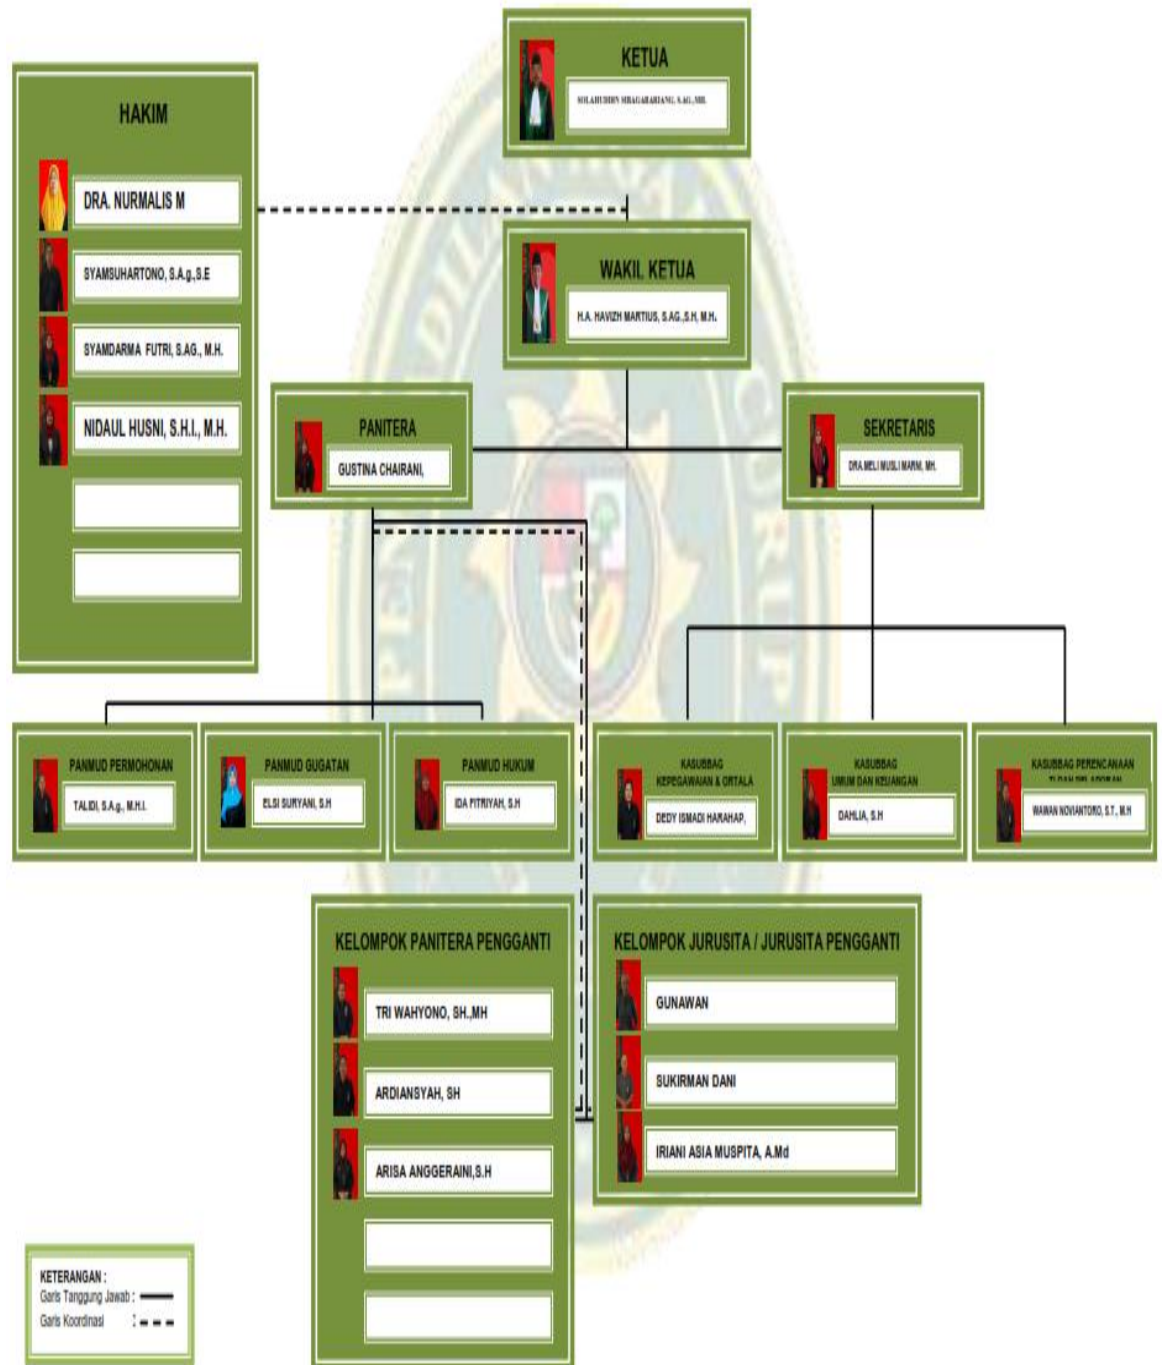 KETUA
HAKIM
DRA. NURMALIS M
SYAMSUHARTONO, S.A.g.,S.E
SYAMDARMA FUTRI, S.AG., M.H.
NIDAUL HUSNI, S.H.I., M.H.
WAKIL KETUA
H.A. HAVIZH MARTIUS, S.AG.,S.H, M.H.
PANITERA
GUSTINA CHAIRANI,
SEKRETARIS
DRA.MELI MUSLI MARNI, MH.
PANMUD PERMOHONAN
TALIDI, S.A.g., M.H.I.
PANMUD GUGATAN
ELSI SURYANI, S.H
PANMUD HUKUM
IDA FITRIYAH, S.H
KASUBBAG
KEPEGAWAIAN & ORTALA
DEDY ISMADI HARAHAP,
KASUBBAG
UMUM DAN KEUANGAN
DAHLIA, S.H
KASUBBAG PERENCANAAN
WAWAN NOVIANTORO, S.T., M.H
KELOMPOK PANITERA PENGGANTI
TRI WAHYONO, SH.,MH
ARDIANSYAH, SH
ARISA ANGGERAINI,S.H
KELOMPOK JURUSITA / JURUSITA PENGGANTI
GUNAWAN
SUKIRMAN DANI
IRIANI ASIA MUSPITA, A.Md
KETERANGAN :
Garis Tanggung Jawab :
Garis Koordinasi :
CURUP